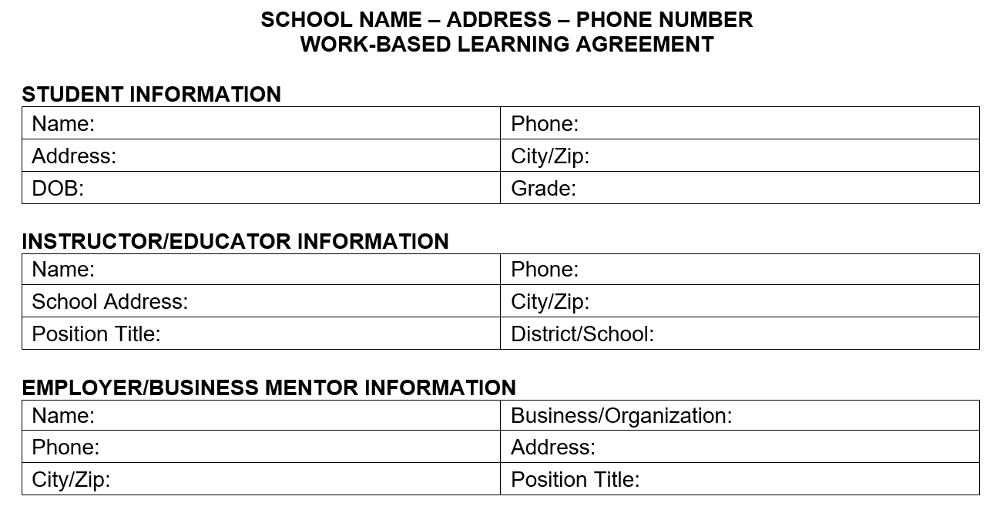 SCHOOL NAME – ADDRESS – PHONE NUMBER
WORK-BASED LEARNING AGREEMENT
STUDENT INFORMATION
Name: Phone:
Address: City/Zip:
DOB: Grade:
INSTRUCTOR/EDUCATOR INFORMATION
Name: Phone:
School Address: City/Zip:
Position Title: District/School:
EMPLOYER/BUSINESS MENTOR INFORMATION
Name: Business/Organization:
Phone: Address:
City/Zip: Position Title: